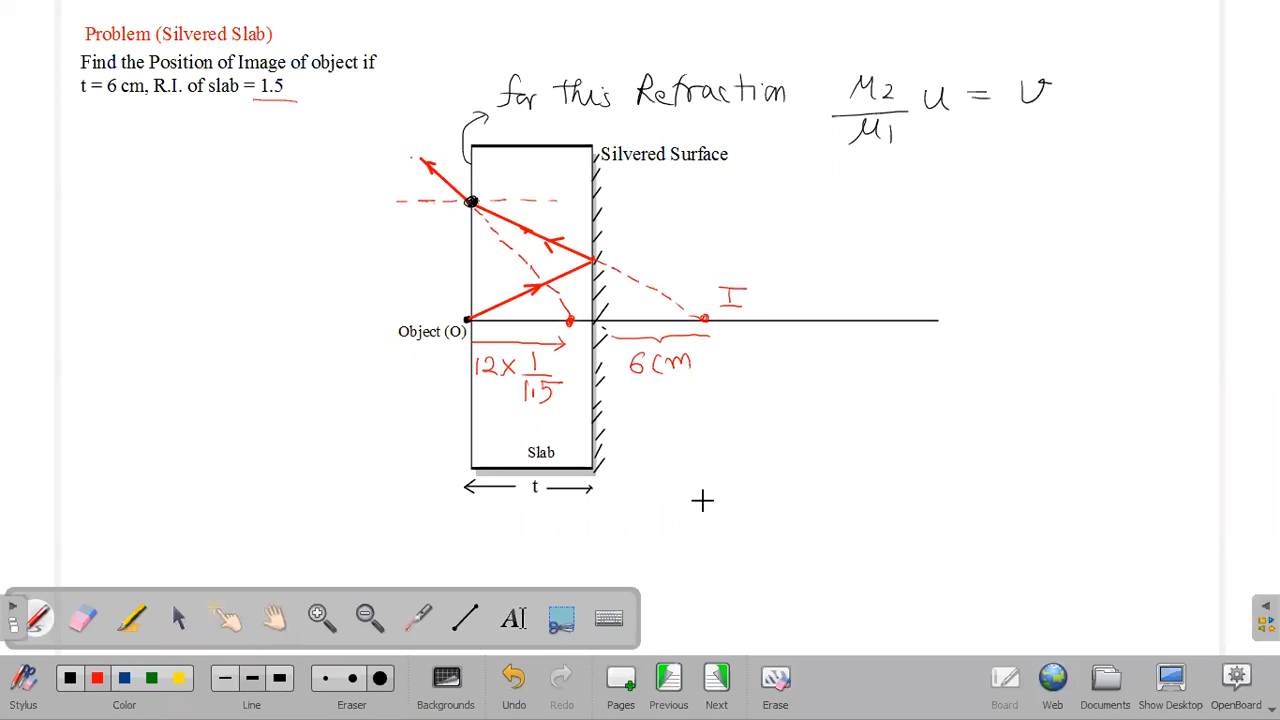 Problem (Silvered Slab)
Find the Position of Image of object if
t = 6 cm, R.I. of slab = 1.5
for this Refraction μ2/μ1 u = v
Silvered Surface
I
Object (O)
12 × 1/1.5
6 cm
Slab
t
Stylus
Color
Line
Eraser
Backgrounds
Undo
Redo
Pages
Previous
Next
Erase
Board
Web
Documents
Show Desktop
OpenBoard